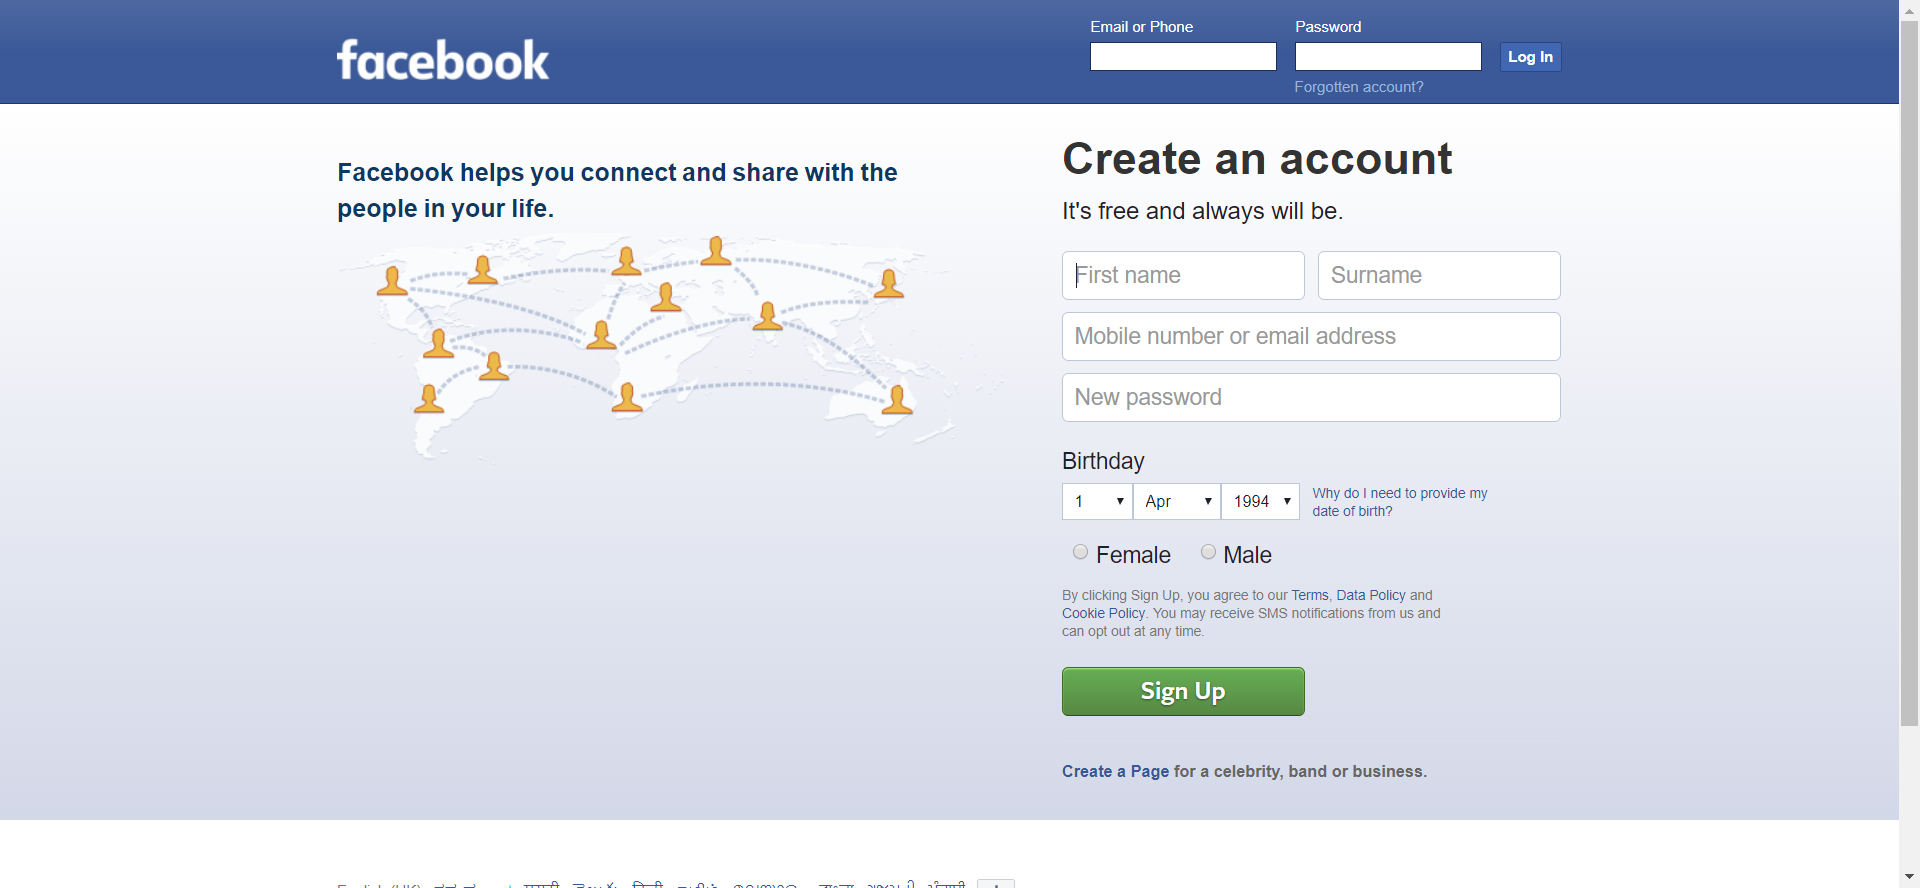 facebook
Email or Phone
Password
Log In
Forgotten account?
Facebook helps you connect and share with the
people in your life.
Create an account
It's free and always will be.
First name
Surname
Mobile number or email address
New password
Birthday
1
Apr
1994
Why do I need to provide my
date of birth?
Female
Male
By clicking Sign Up, you agree to our Terms, Data Policy and
Cookie Policy. You may receive SMS notifications from us and
can opt out at any time.
Sign Up
Create a Page for a celebrity, band or business.